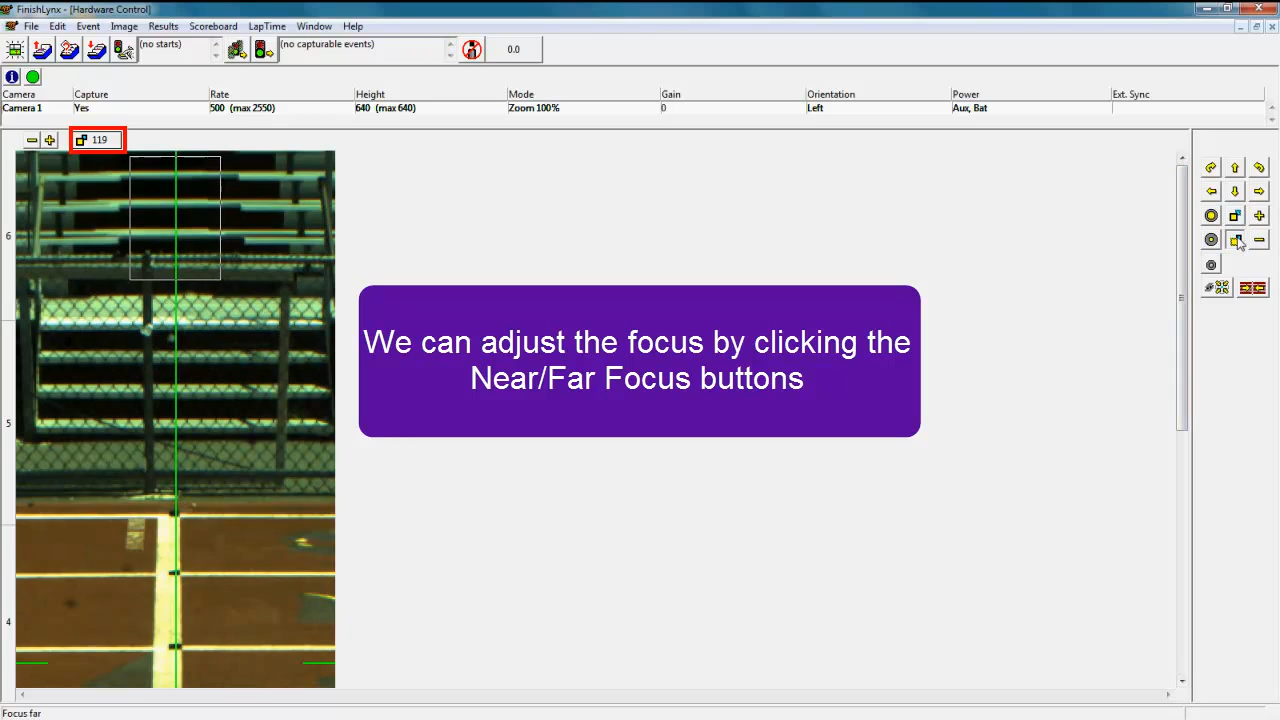 FinishLynx - [Hardware Control]
File Edit Event Image Results Scoreboard LapTime Window Help
(no starts) (no capturable events) 0.0
Camera Capture Rate Height Mode Gain Orientation Power Ext. Sync
Camera 1 Yes 500 (max 2550) 640 (max 640) Zoom 100% 0 Left Aux, Bat
119
6
We can adjust the focus by clicking the
Near/Far Focus buttons
5
4
Focus far